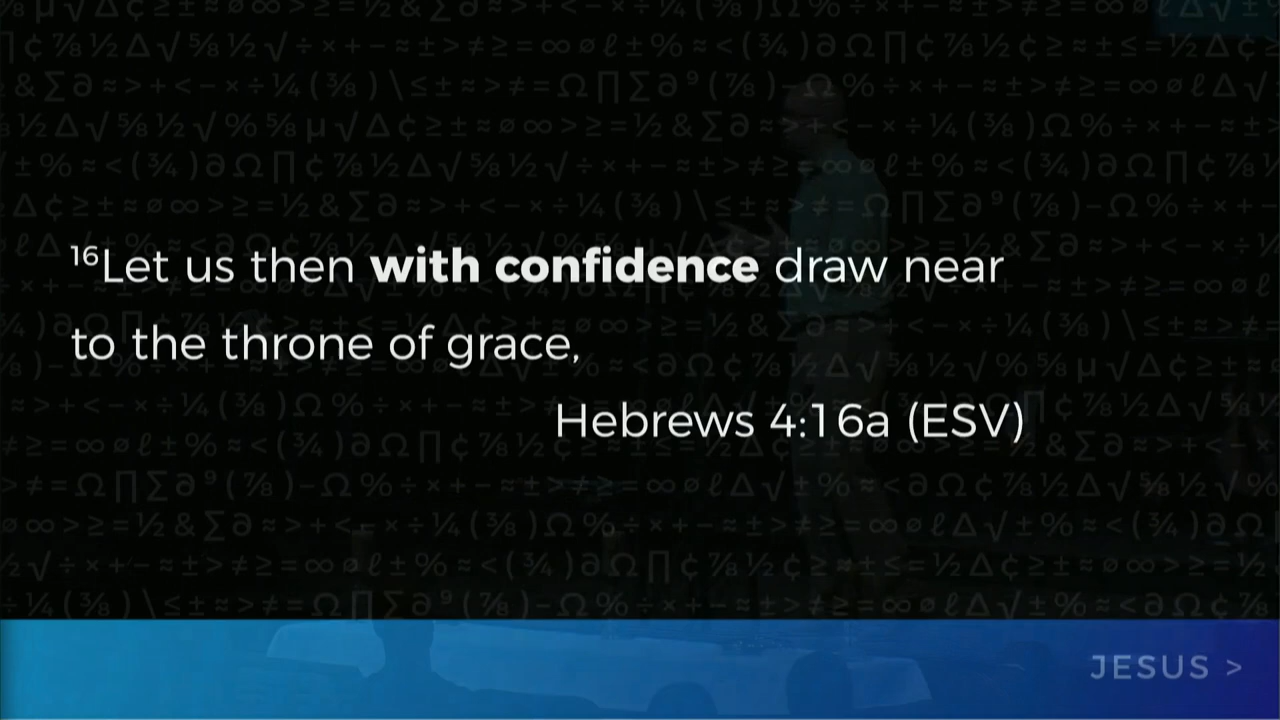 ¹⁶Let us then with confidence draw near
to the throne of grace,
Hebrews 4:16a (ESV)
JESUS >